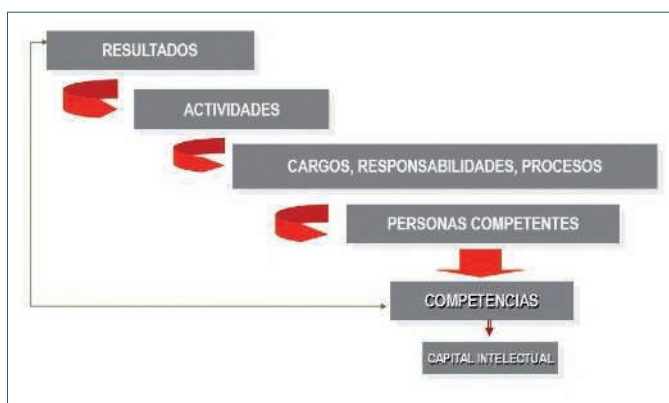 RESULTADOS
ACTIVIDADES
CARGOS, RESPONSABILIDADES, PROCESOS
PERSONAS COMPETENTES
COMPETENCIAS
CAPITAL INTELECTUAL